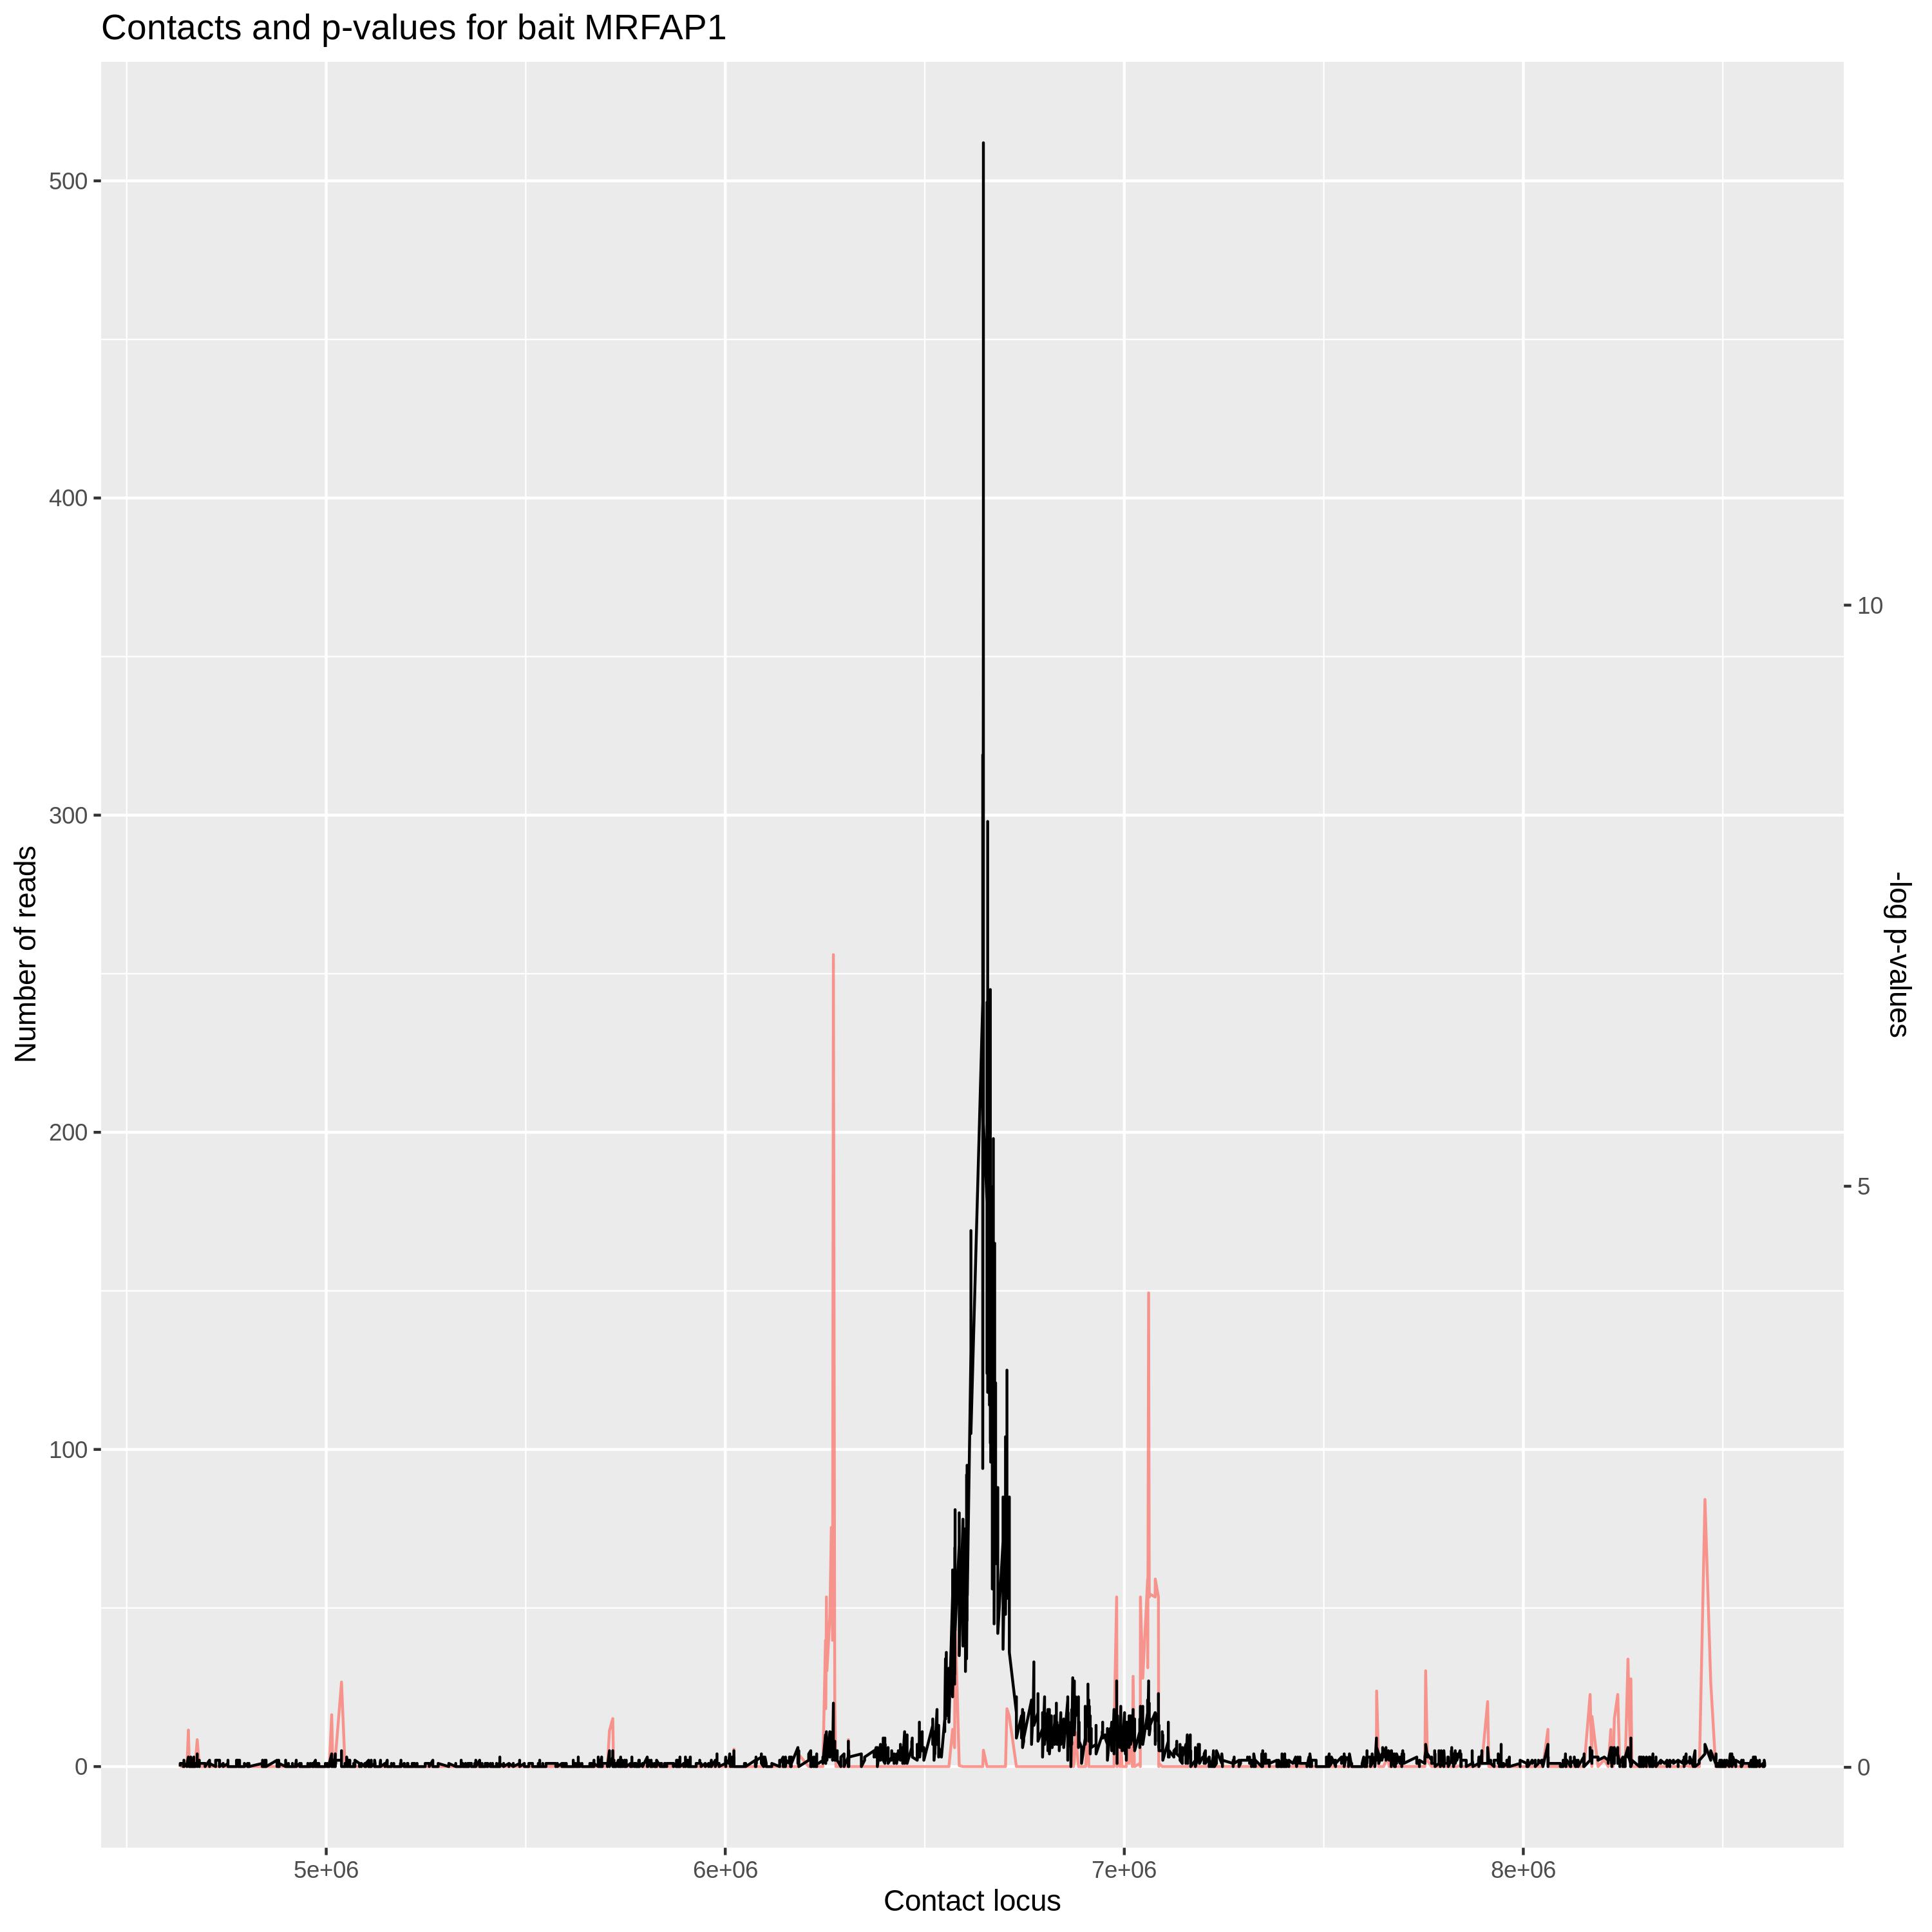 Contacts and p-values for bait MRFAP1
500
400
300
200
100
0
Number of reads
10
5
0
-log p-values
5e+06
6e+06
7e+06
8e+06
Contact locus